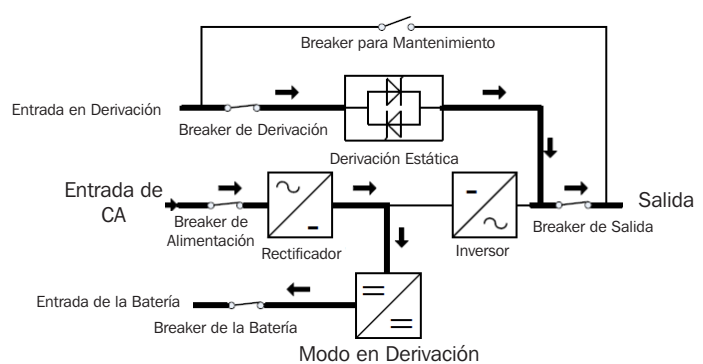 Breaker para Mantenimiento
Entrada en Derivación
Breaker de Derivación
Derivación Estática
Entrada de
CA
Breaker de
Alimentación
Rectificador
Inversor
Breaker de Salida
Salida
Entrada de la Batería
Breaker de la Batería
Modo en Derivación